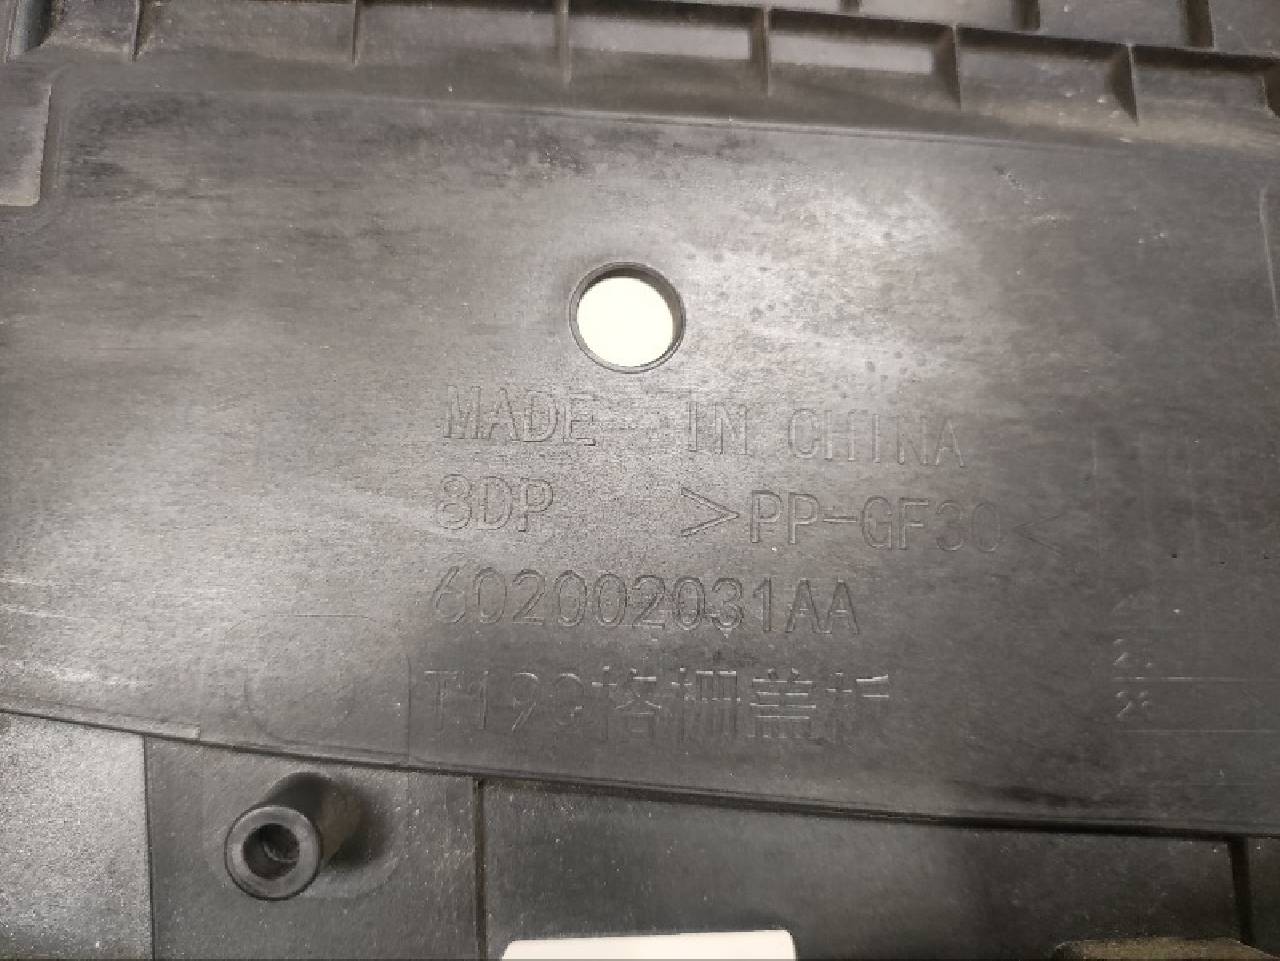 MADE IN CHINA
8DP >PP-GF30<
602002031AA
T19C格栅盖板